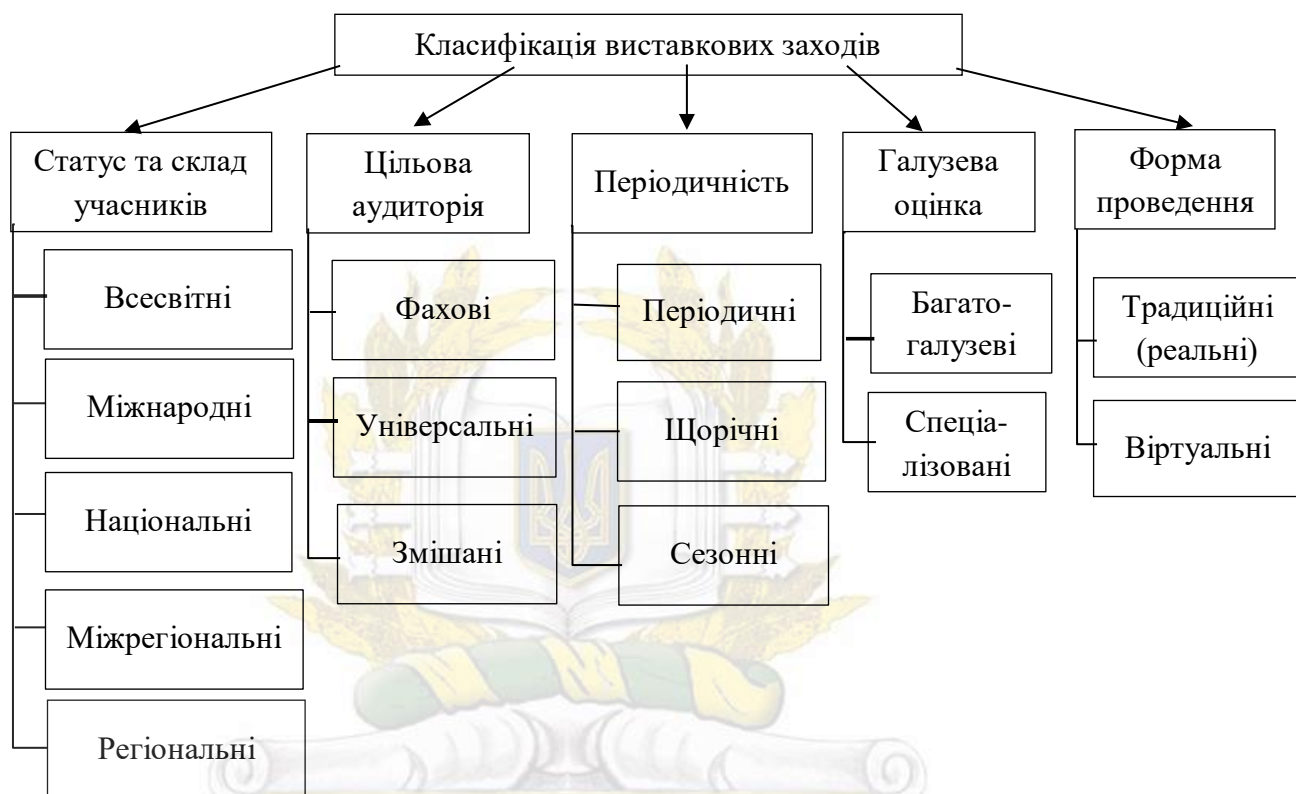 Класифікація виставкових заходів
Статус та склад
учасників
Всесвітні
Міжнародні
Національні
Міжрегіональні
Регіональні
Цільова
аудиторія
Фахові
Універсальні
Змішані
Періодичність
Періодичні
Щорічні
Сезонні
Галузева
оцінка
Багато-
галузеві
Спеціа-
лізовані
Форма
проведення
Традиційні
(реальні)
Віртуальні